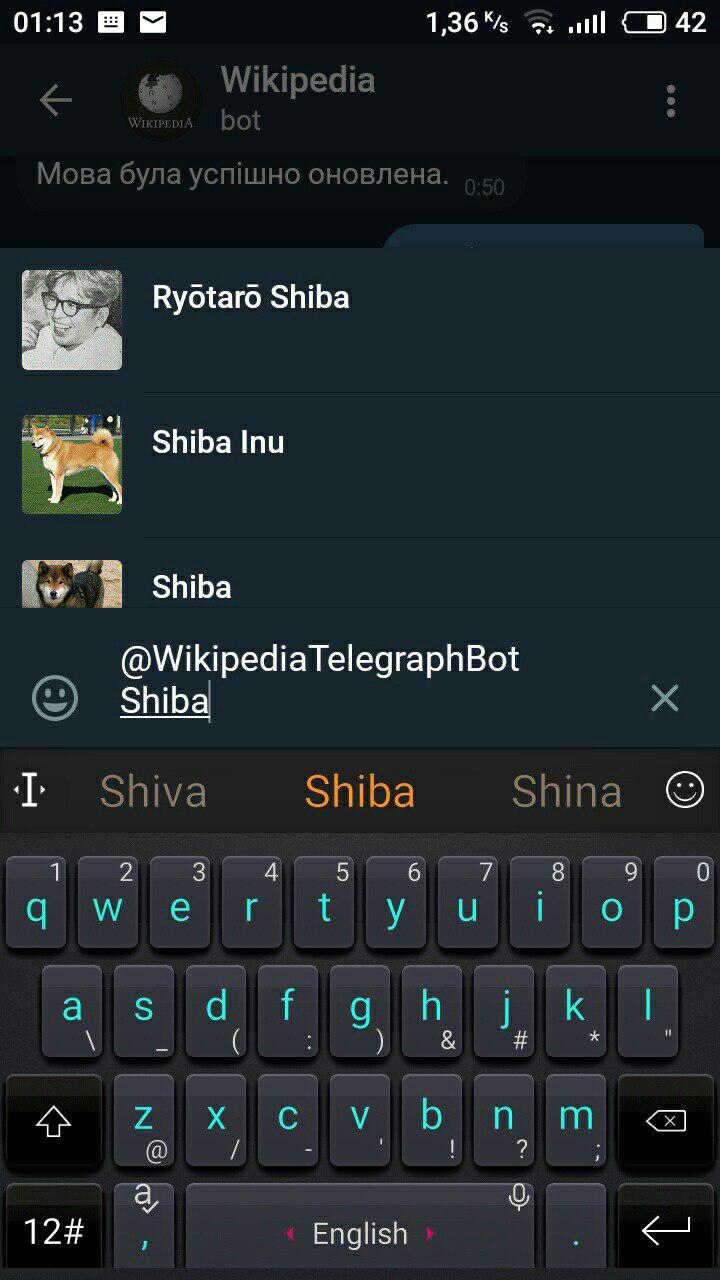 01:13 1,36 K/s 42
Wikipedia
WIKIPEDIA
bot
Мова була успішно оновлена. 0:50
Ryōtarō Shiba
Shiba Inu
Shiba
@WikipediaTelegraphBot
Shiba
Shiva Shiba Shina
1 2 3 4 5 6 7 8 9 0
q w e r t y u i o p
a s d f g h j k l
\ _ ( : ) & # * "
z x c v b n m
@ / - ' ! ? ;
a
12# , English .